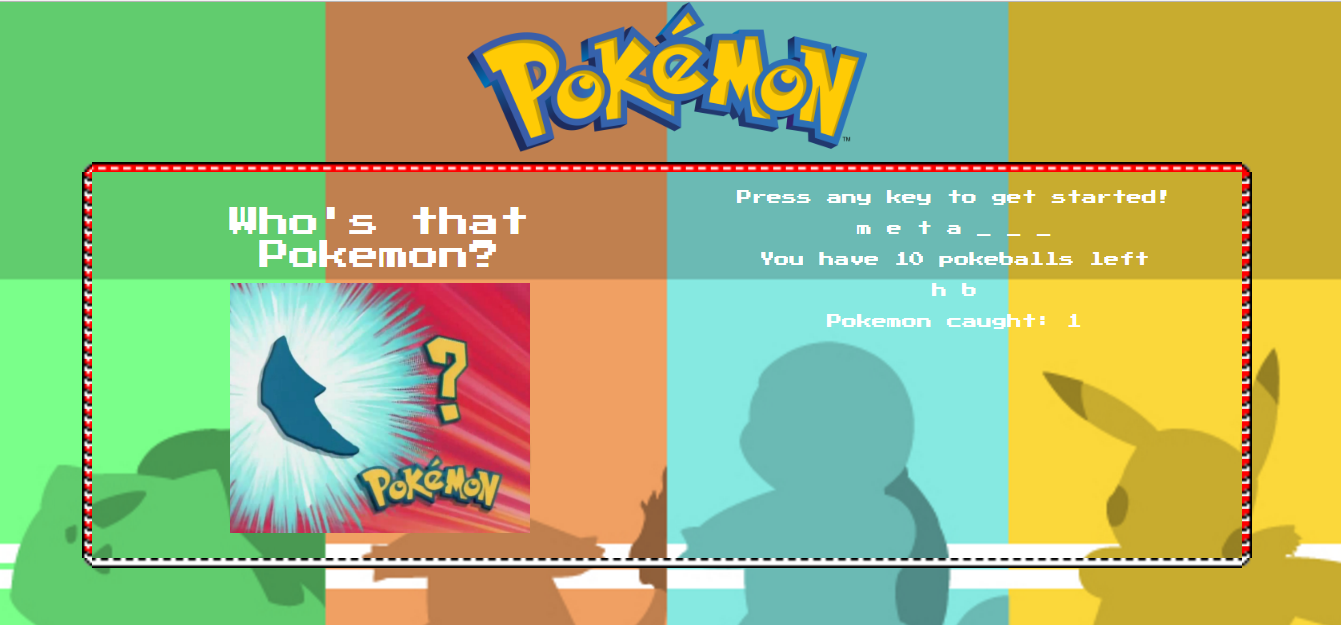 POKéMON
™
Who's that
Pokemon?
?
POKéMON
Press any key to get started!
m e t a _ _ _
You have 10 pokeballs left
h b
Pokemon caught: 1